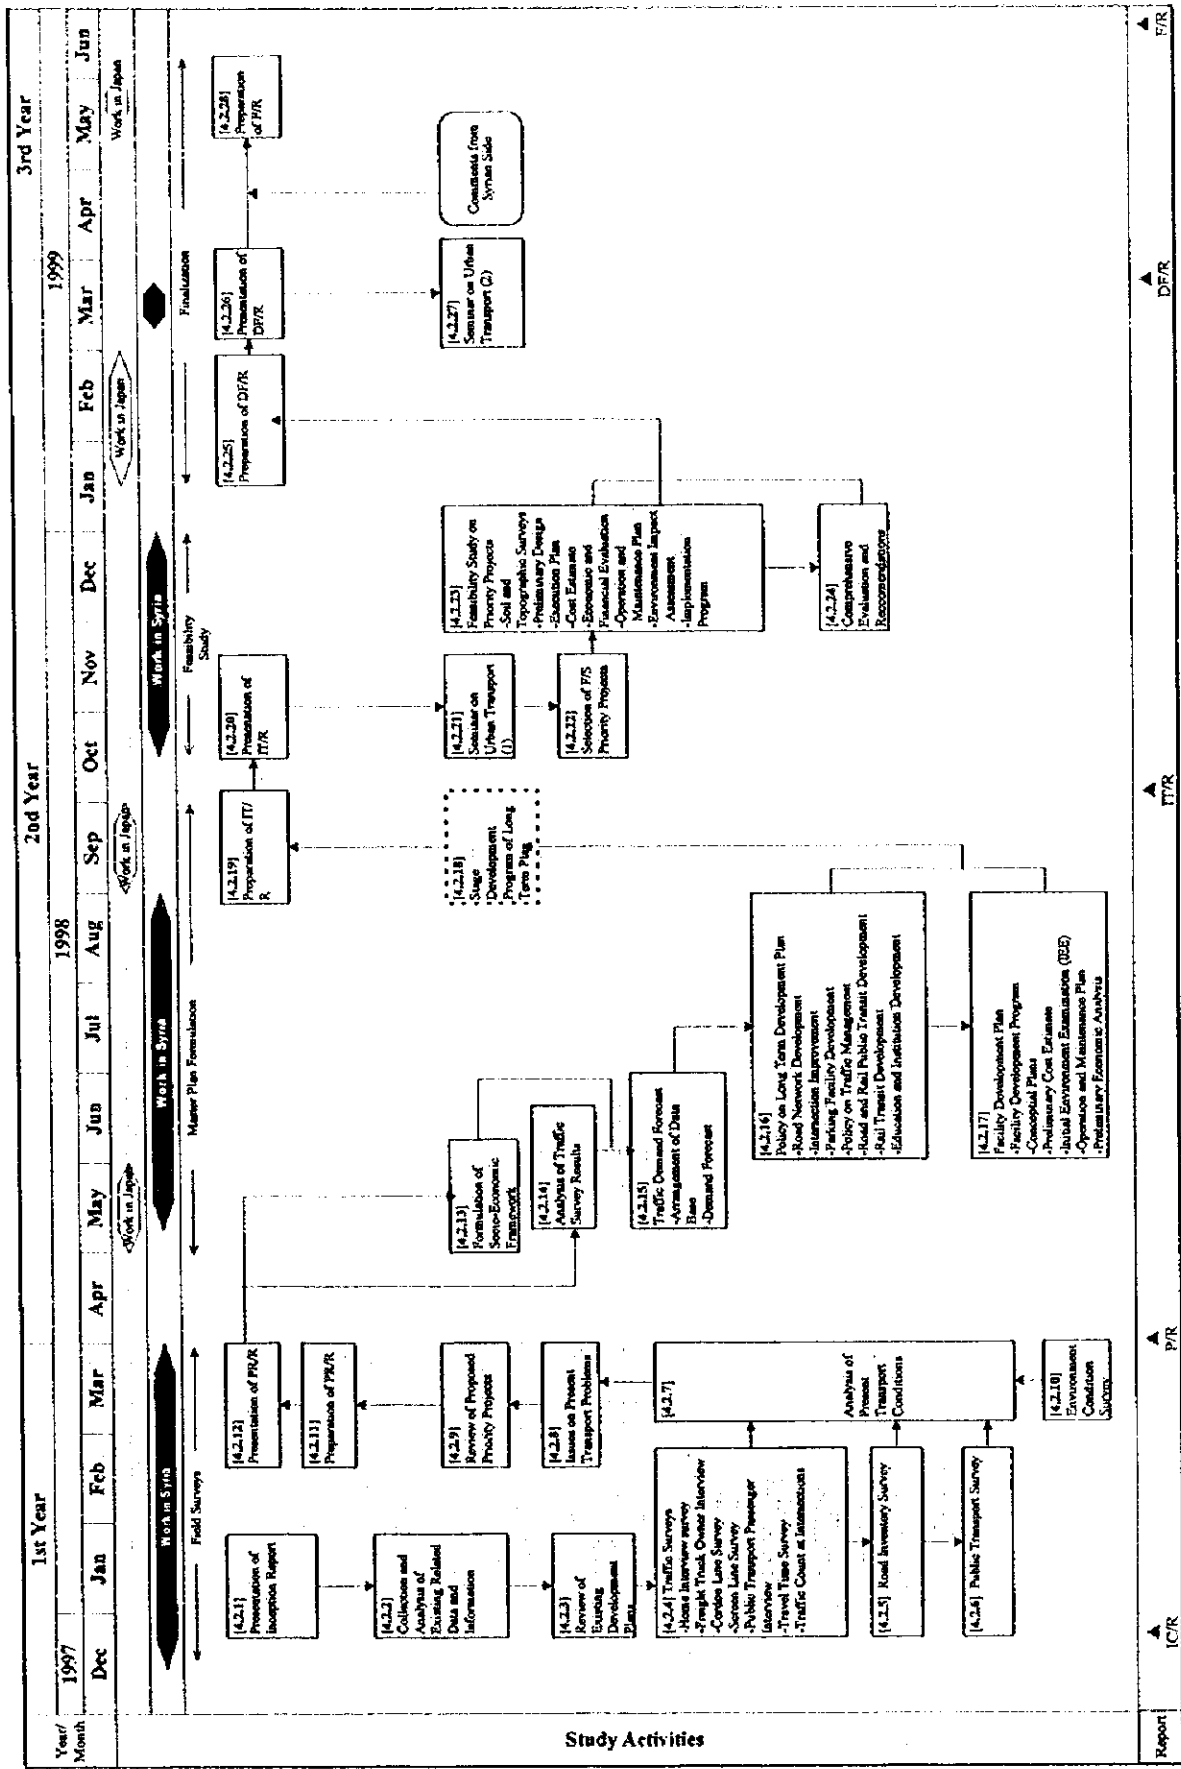 Year/
Month
1st Year
2nd Year
3rd Year
1997
1998
1999
Dec
Jan
Feb
Mar
Apr
May
Jun
Jul
Aug
Sep
Oct
Nov
Dec
Jan
Feb
Mar
Apr
May
Jun
<Work in Japan>
<Work in Japan>
Work in Japan
Work in Japan
Work in Syria
Work in Syria
Work in Syria
Field Surveys
Master Plan Formulation
Feasibility
Study
Finalization
Study Activities
[4.2.1]
Presentation of
Inception Report
[4.2.2]
Collection and
Analysis of
Existing Related
Data and
Information
[4.2.3]
Review of
Existing
Development
Plans
[4.2.4] Traffic Surveys
-Home Interview survey
-Freight Truck Owner Interview
-Cordon Line Survey
-Screen Line Survey
-Public Transport Passenger
Interview
-Travel Time Survey
-Traffic Count at Intersections
[4.2.5] Road Inventory Survey
[4.2.6] Public Transport Survey
[4.2.12]
Presentation of PR/R
[4.2.11]
Preparation of PR/R
[4.2.9]
Review of Proposed
Priority Projects
[4.2.8]
Issues on Present
Transport Problems
[4.2.7]
Analysis of
Present
Transport
Conditions
[4.2.10]
Environment
Condition
Survey
[4.2.13]
Formulation of
Socio-Economic
Framework
[4.2.14]
Analysis of Traffic
Survey Results
[4.2.15]
Traffic Demand Forecast
-Arrangement of Data
Base
-Demand Forecast
[4.2.16]
Policy on Long Term Development Plan
-Road Network Development
-Intersection Improvement
-Parking Facility Development
-Policy on Traffic Management
-Road and Rail Public Transit Development
-Rail Transit Development
-Education and Institution Development
[4.2.17]
Facility Development Plan
-Facility Development Program
-Conceptual Plans
-Preliminary Cost Estimate
-Initial Environment Examination (IEE)
-Operation and Maintenance Plan
-Preliminary Economic Analysis
[4.2.19]
Preparation of IT/
R
[4.2.18]
-Stage
Development
Program of Long
Term Plan
[4.2.20]
Presentation of
IT/R
[4.2.21]
Seminar on
Urban Transport
(1)
[4.2.22]
Selection of F/S
Priority Projects
[4.2.23]
Feasibility Study on
Priority Projects
-Soil and
Topographic Surveys
-Preliminary Design
-Execution Plan
-Cost Estimate
-Economic and
Financial Evaluation
-Operation and
Maintenance Plan
-Environment Impact
Assessment
-Implementation
Program
[4.2.24]
Comprehensive
Evaluation and
Reccomendations
[4.2.25]
Preparation of DF/R
[4.2.26]
Presentation of
DF/R
[4.2.27]
Seminar on Urban
Transport (2)
Comments from
Syrian Side
[4.2.28]
Preparation
of F/R
Report
IC/R
P/R
IT/R
DF/R
F/R